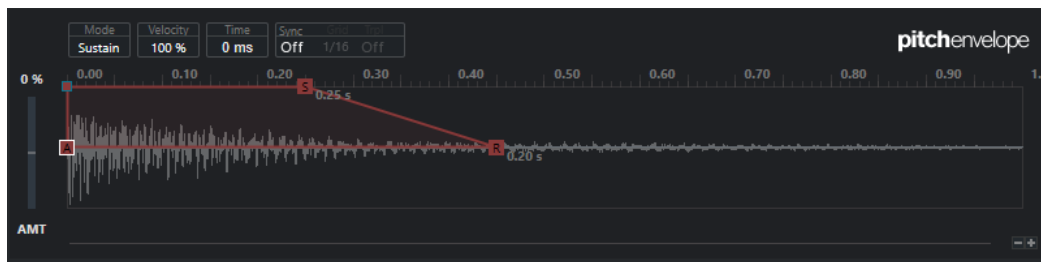 Mode Velocity Time Sync Grid Trpl
Sustain 100 % 0 ms Off 1/16 Off
pitchenvelope
0 % 0.00 0.10 0.20 0.30 0.40 0.50 0.60 0.70 0.80 0.90 1.
S 0.25 s
A R 0.20 s
AMT
− +